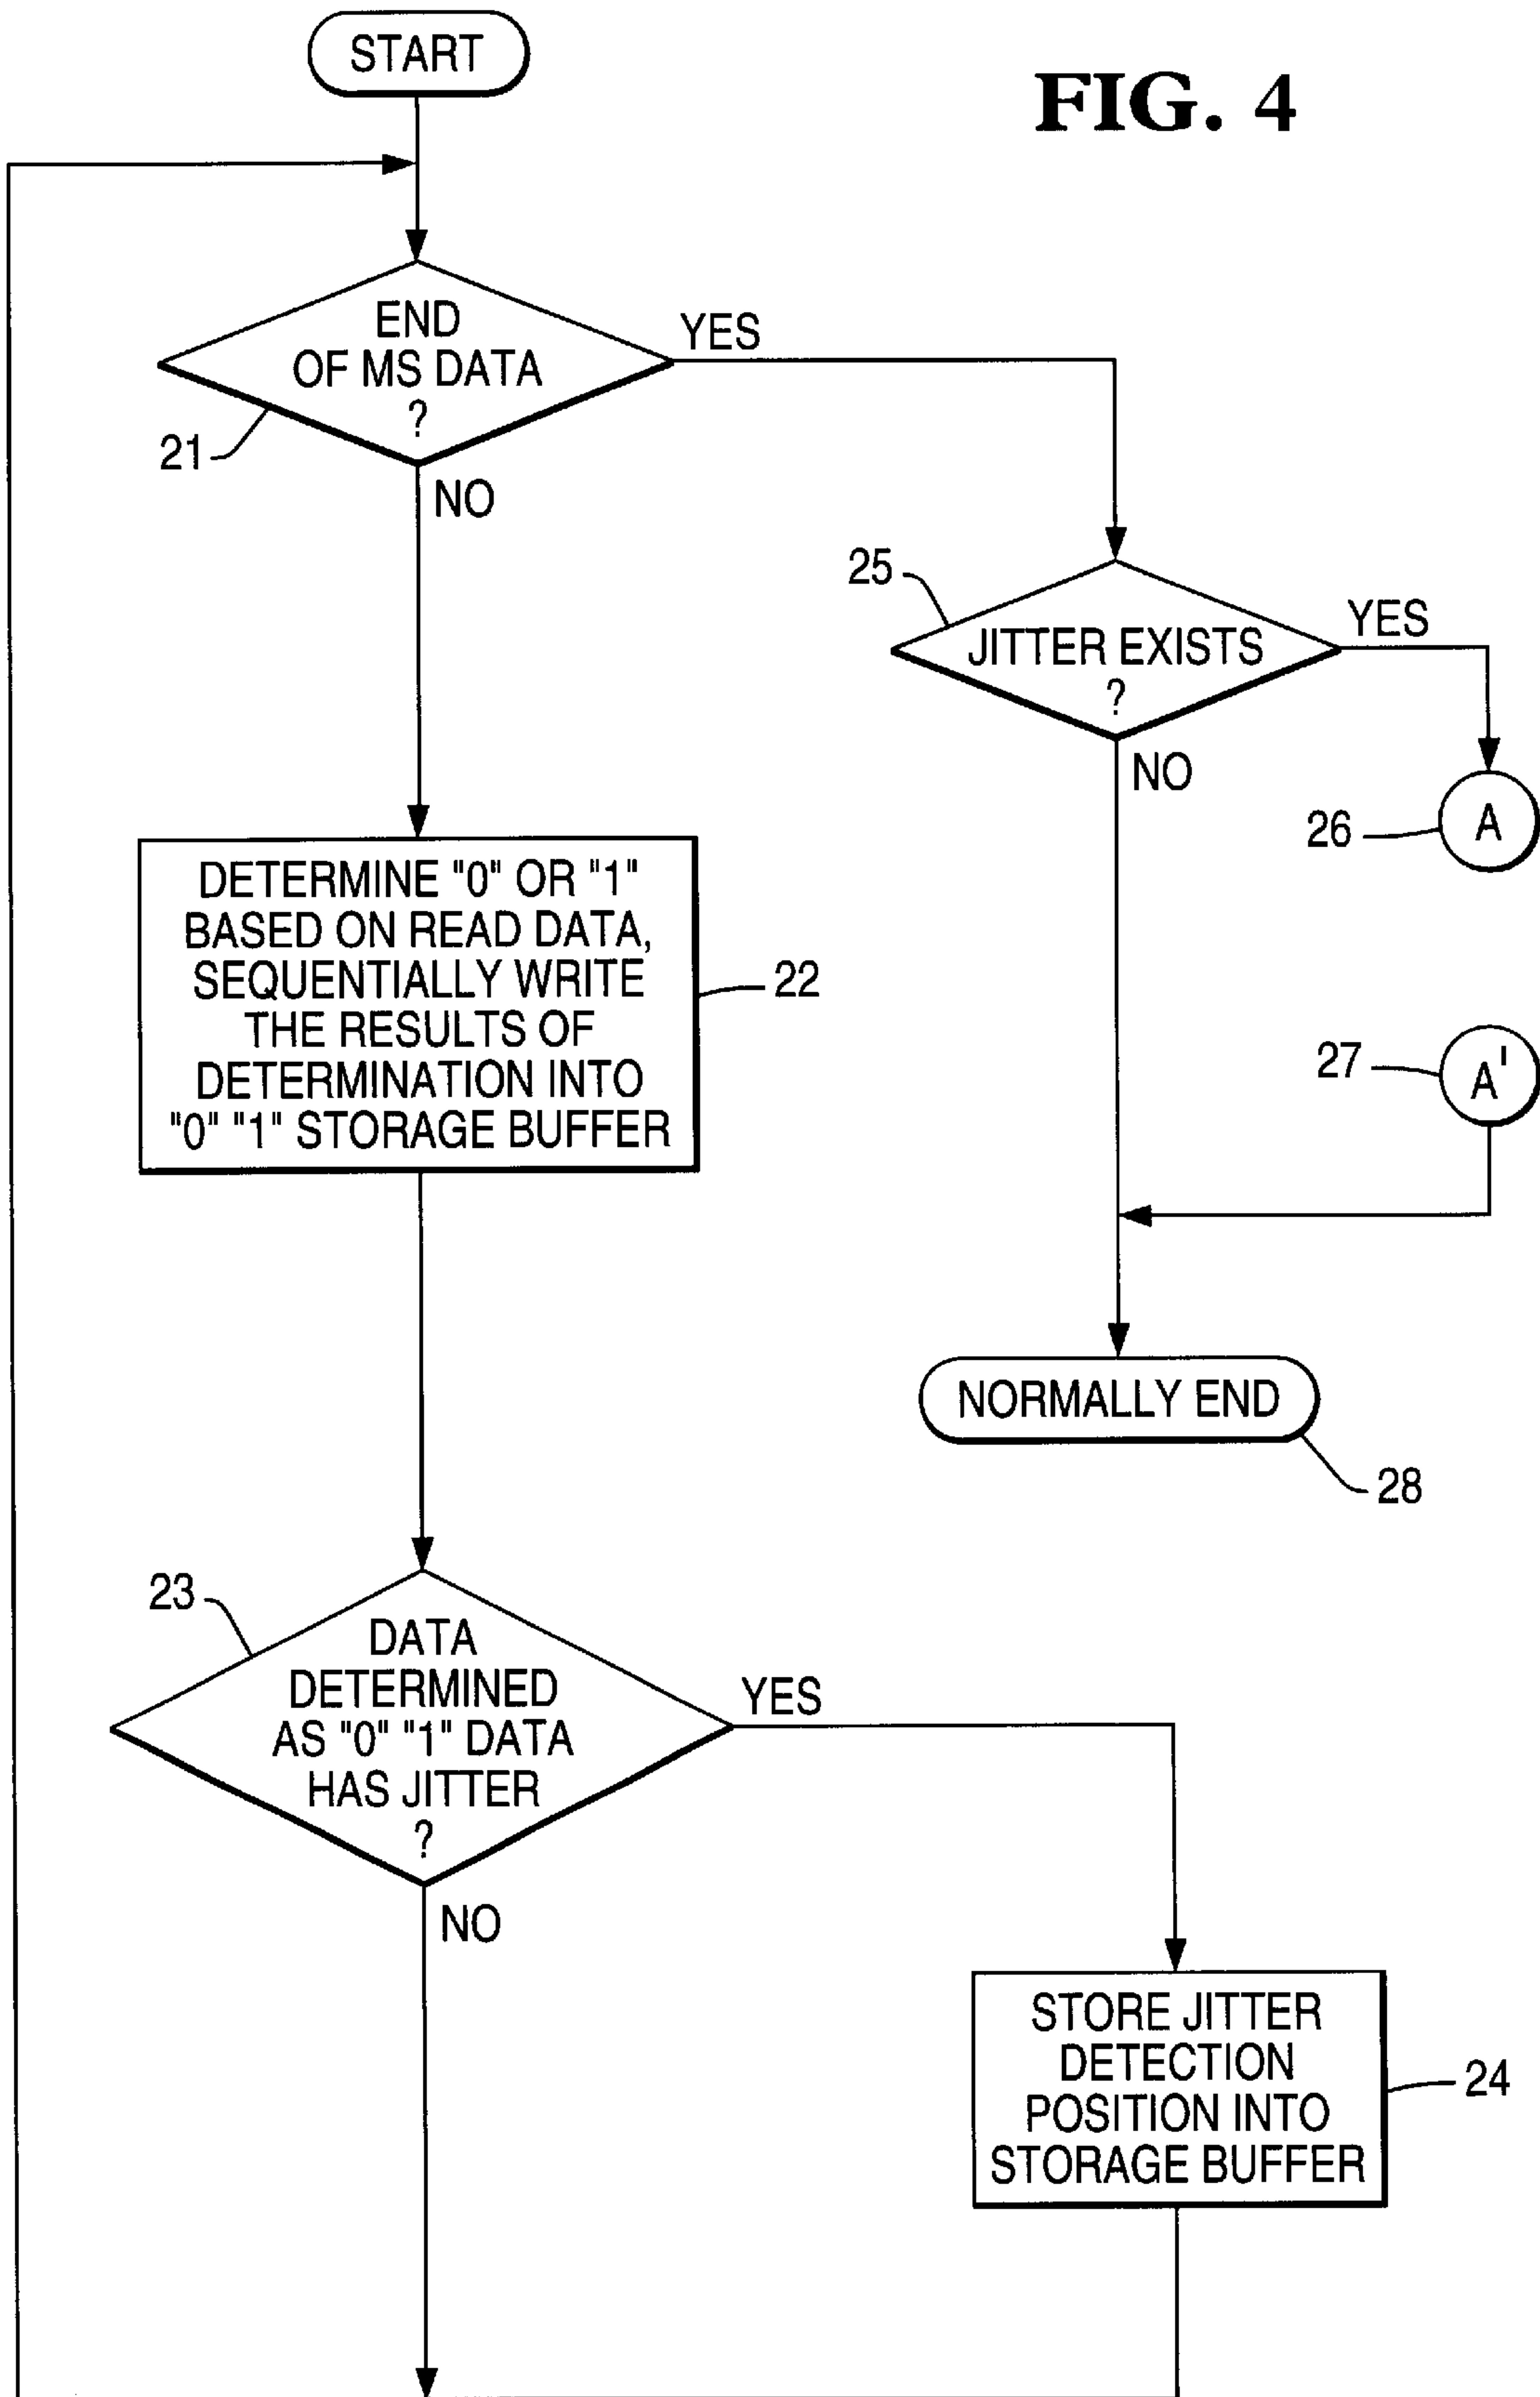 START
FIG. 4
END
OF MS DATA
?
YES
21
NO
25
JITTER EXISTS
?
YES
NO
26
A
DETERMINE "0" OR "1"
BASED ON READ DATA,
SEQUENTIALLY WRITE
THE RESULTS OF
DETERMINATION INTO
"0" "1" STORAGE BUFFER
22
27
A'
NORMALLY END
28
23
DATA
DETERMINED
AS "0" "1" DATA
HAS JITTER
?
YES
NO
STORE JITTER
DETECTION
POSITION INTO
STORAGE BUFFER
24